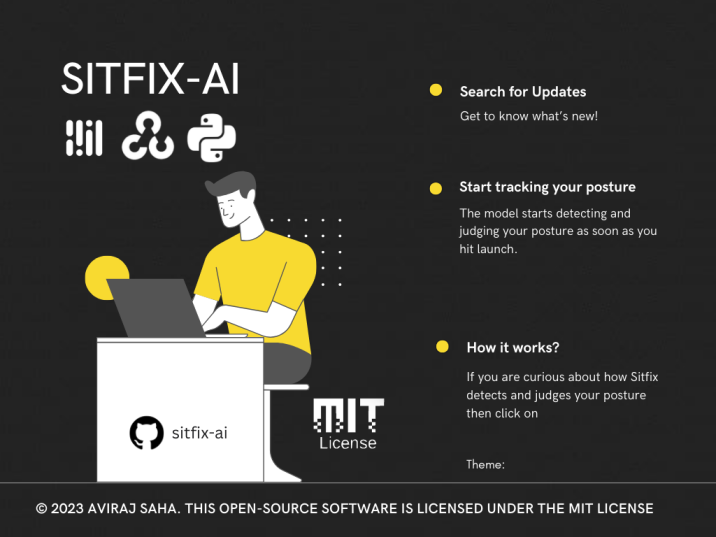 SITFIX-AI
Search for Updates
Get to know what’s new!
Start tracking your posture
The model starts detecting and
judging your posture as soon as you
hit launch.
How it works?
If you are curious about how Sitfix
detects and judges your posture
then click on
Theme:
sitfix-ai
MIT
License
© 2023 AVIRAJ SAHA. THIS OPEN-SOURCE SOFTWARE IS LICENSED UNDER THE MIT LICENSE